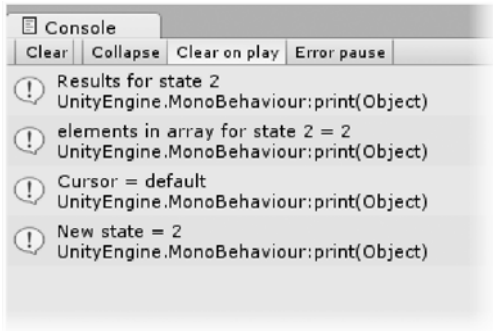 Console
Clear Collapse Clear on play Error pause
Results for state 2
UnityEngine.MonoBehaviour:print(Object)
elements in array for state 2 = 2
UnityEngine.MonoBehaviour:print(Object)
Cursor = default
UnityEngine.MonoBehaviour:print(Object)
New state = 2
UnityEngine.MonoBehaviour:print(Object)